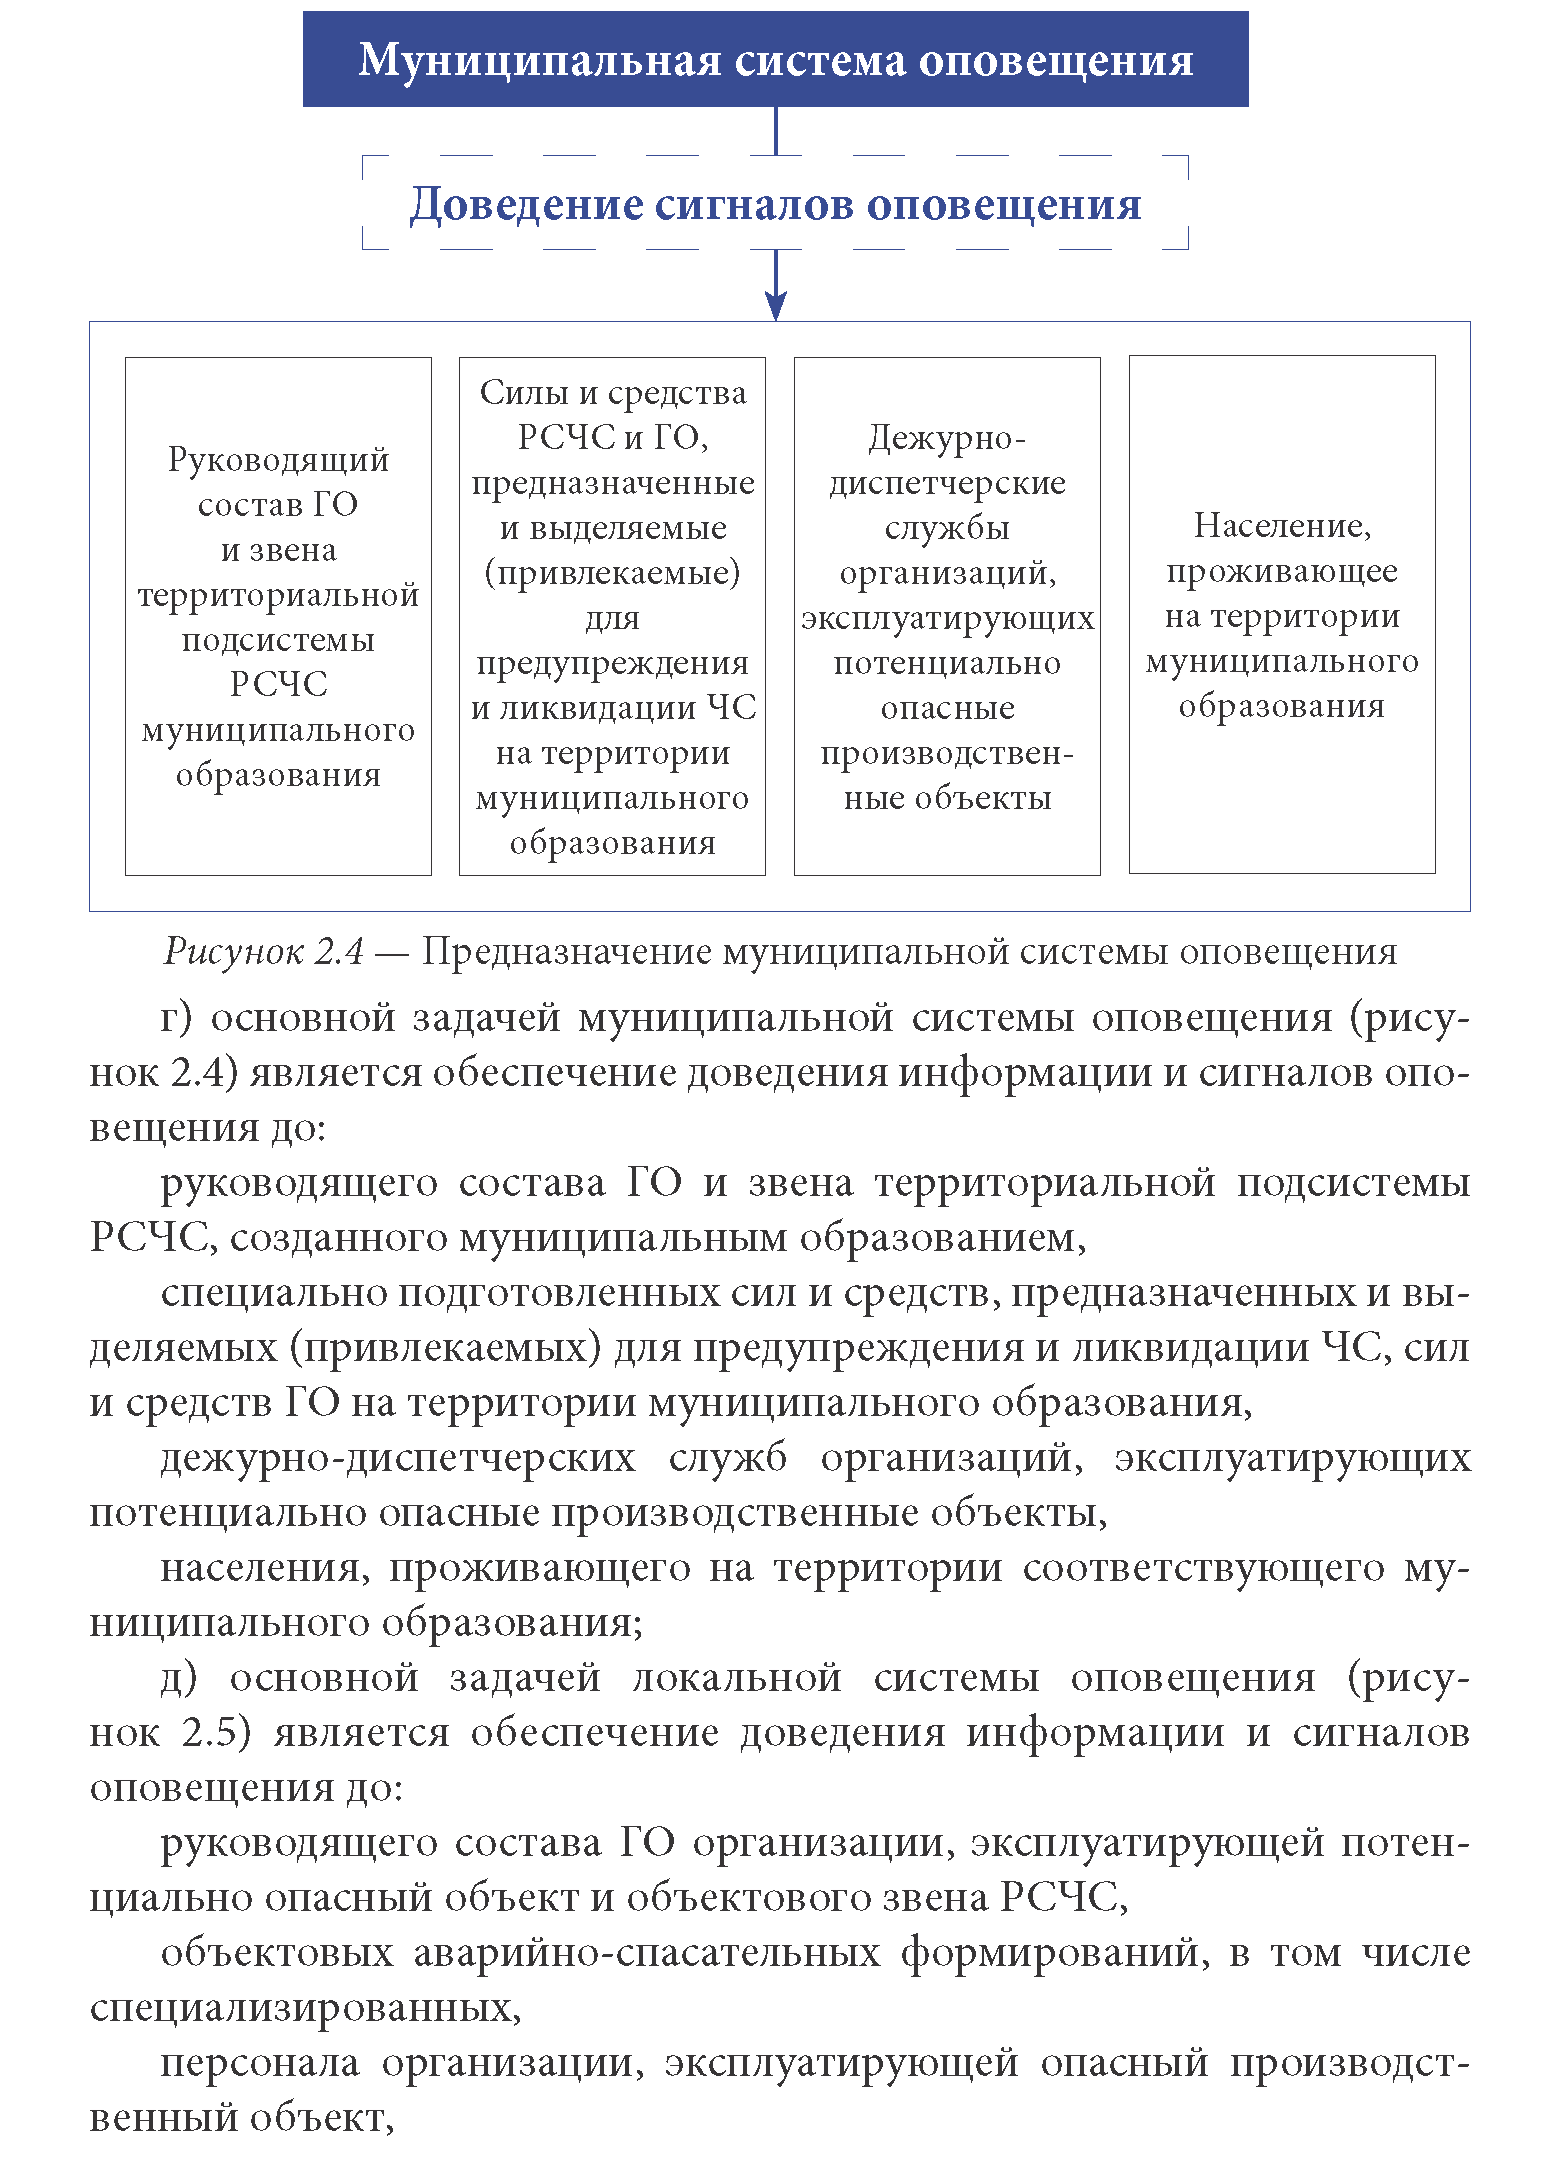 Муниципальная система оповещения
Доведение сигналов оповещения
Руководящий
состав ГО
и звена
территориальной
подсистемы
РСЧС
муниципального
образования
Силы и средства
РСЧС и ГО,
предназначенные
и выделяемые
(привлекаемые)
для
предупреждения
и ликвидации ЧС
на территории
муниципального
образования
Дежурно-
диспетчерские
службы
организаций,
эксплуатирующих
потенциально
опасные
производствен-
ные объекты
Население,
проживающее
на территории
муниципального
образования
Рисунок 2.4 — Предназначение муниципальной системы оповещения
г) основной задачей муниципальной системы оповещения (рису-
нок 2.4) является обеспечение доведения информации и сигналов опо-
вещения до:
руководящего состава ГО и звена территориальной подсистемы
РСЧС, созданного муниципальным образованием,
специально подготовленных сил и средств, предназначенных и вы-
деляемых (привлекаемых) для предупреждения и ликвидации ЧС, сил
и средств ГО на территории муниципального образования,
дежурно-диспетчерских служб организаций, эксплуатирующих
потенциально опасные производственные объекты,
населения, проживающего на территории соответствующего му-
ниципального образования;
д) основной задачей локальной системы оповещения (рису-
нок 2.5) является обеспечение доведения информации и сигналов
оповещения до:
руководящего состава ГО организации, эксплуатирующей потен-
циально опасный объект и объектового звена РСЧС,
объектовых аварийно-спасательных формирований, в том числе
специализированных,
персонала организации, эксплуатирующей опасный производст-
венный объект,